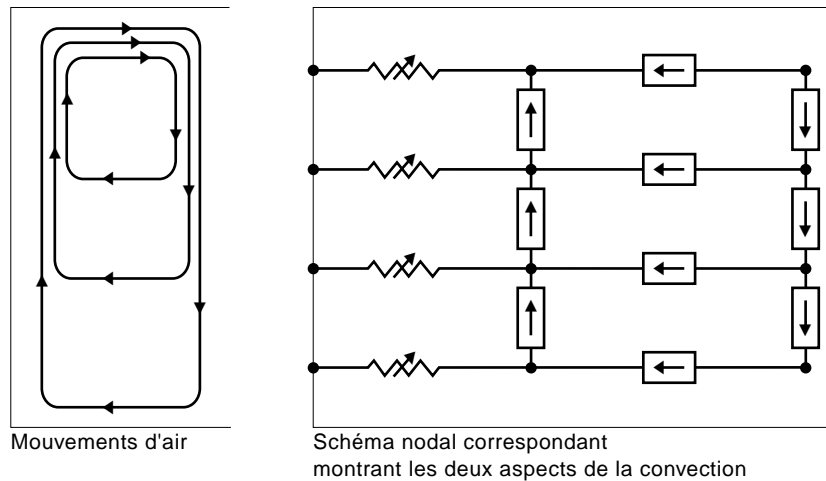 Mouvements d'air
Schéma nodal correspondant
montrant les deux aspects de la convection